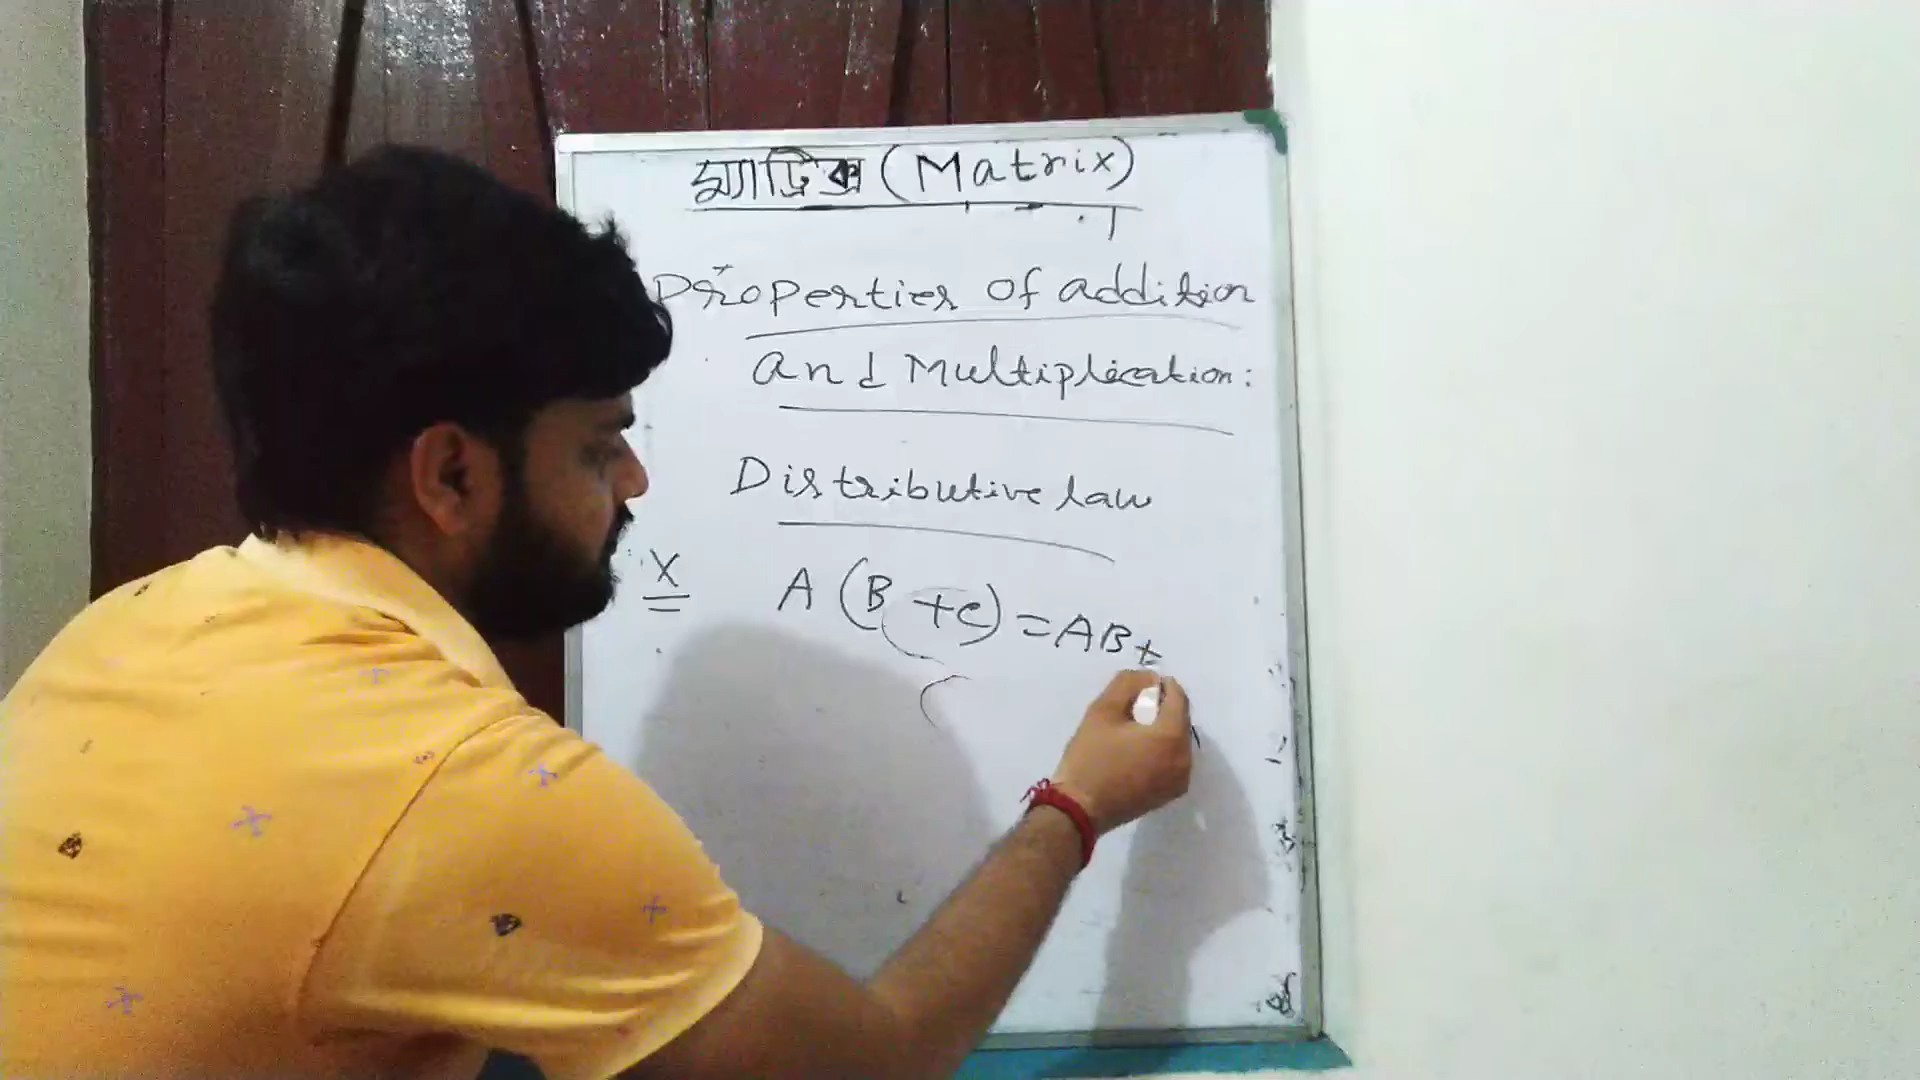 ম্যাট্রিক্স (Matrix)
Properties of addition
and Multiplication:
Distributive law
X A (B +C) = AB +